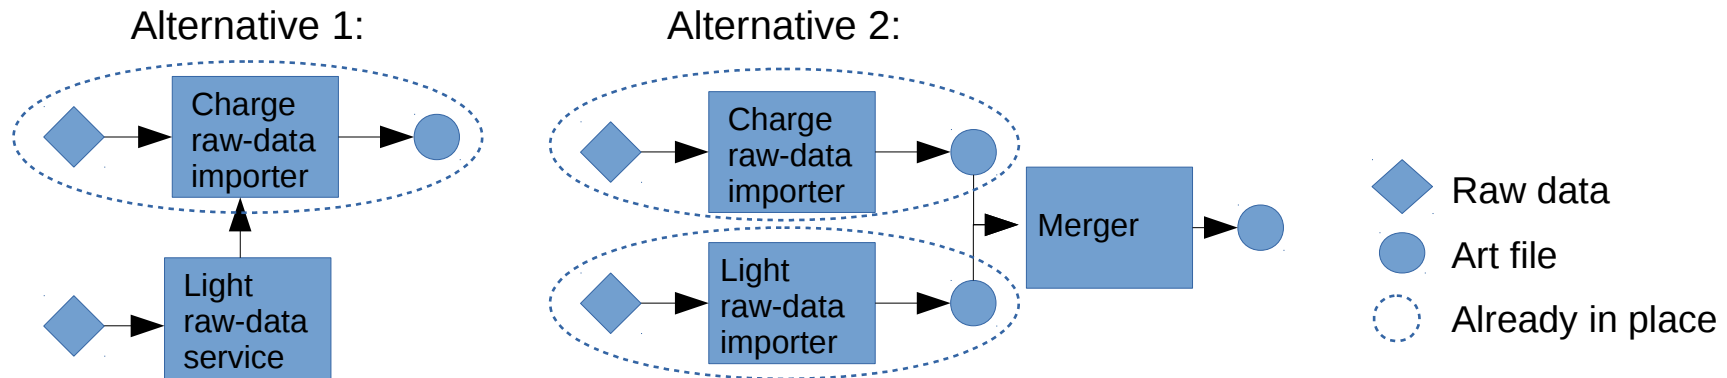 Alternative 1:
Charge
raw-data
importer
Light
raw-data
service
Alternative 2:
Charge
raw-data
importer
Light
raw-data
importer
Merger
Raw data
Art file
Already in place